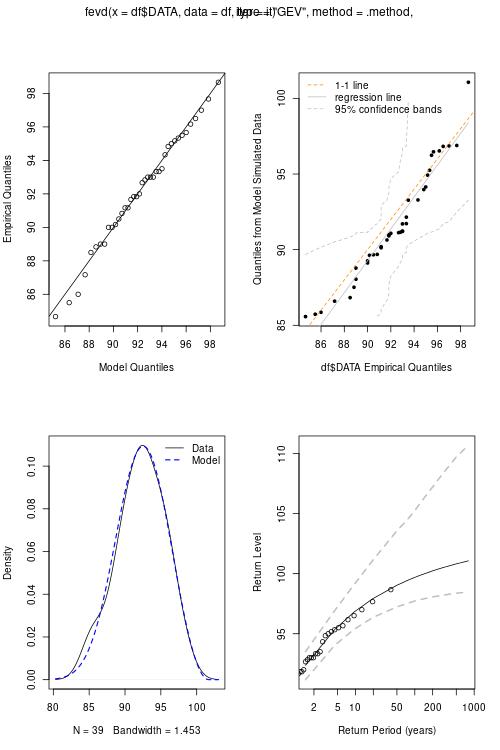 fevd(x = df$DATA, data = df, type = "GEV", method = .method,
1-1 line
regression line
95% confidence bands
Empirical Quantiles
86 88 90 92 94 96 98
86 88 90 92 94 96 98
Model Quantiles
Quantiles from Model Simulated Data
85 90 95 100
86 88 90 92 94 96 98
df$DATA Empirical Quantiles
Data
Model
Density
0.00 0.02 0.04 0.06 0.08 0.10
80 85 90 95 100
N = 39 Bandwidth = 1.453
Return Level
95 100 105 110
2 5 10 50 200 1000
Return Period (years)